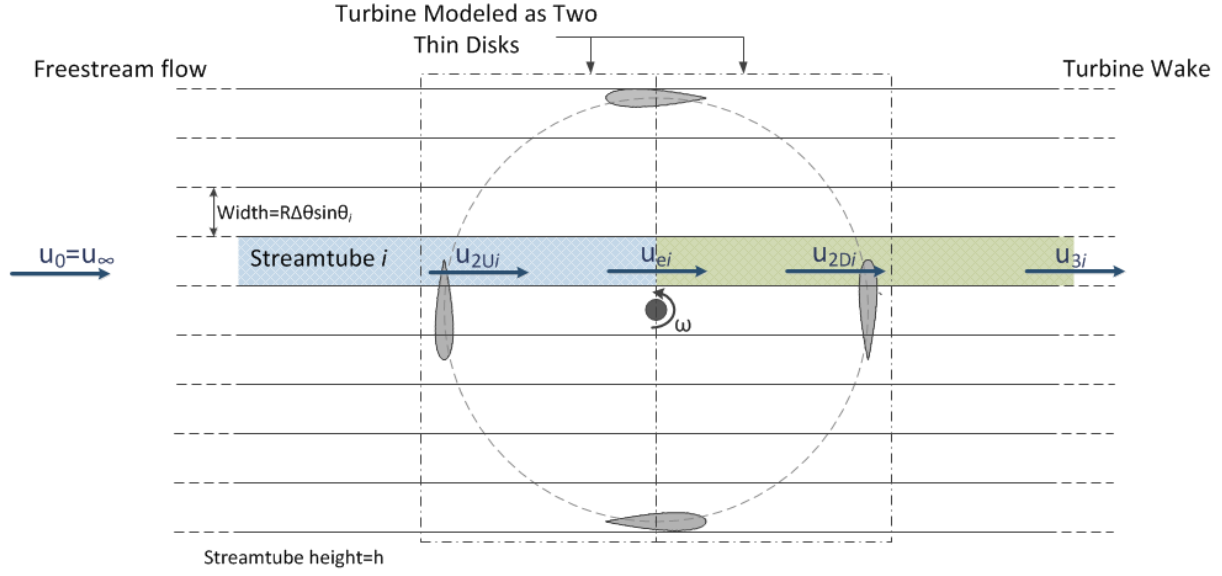 Turbine Modeled as Two
Thin Disks
Freestream flow
Turbine Wake
Width=RΔθsinθᵢ
u₀=u∞
Streamtube i
u₂Uᵢ
uₑᵢ
u₂Dᵢ
u₃ᵢ
ω
Streamtube height=h